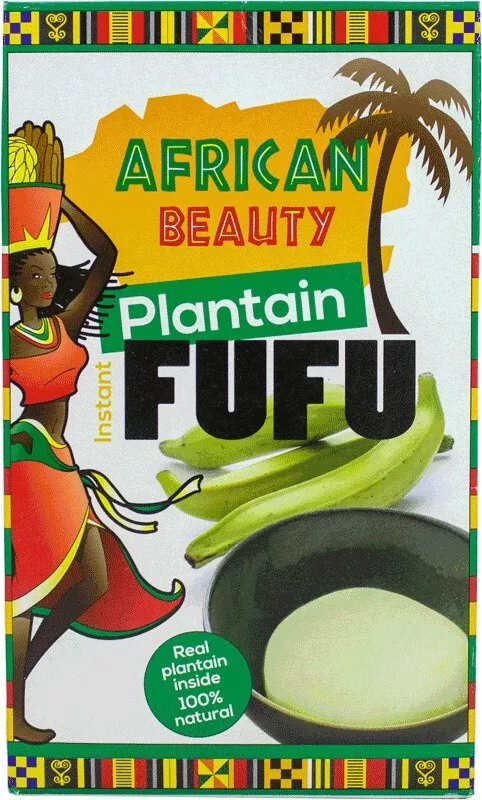 AFRICAN
BEAUTY
Plantain
Instant
FUFU
Real
plantain
inside
100%
natural